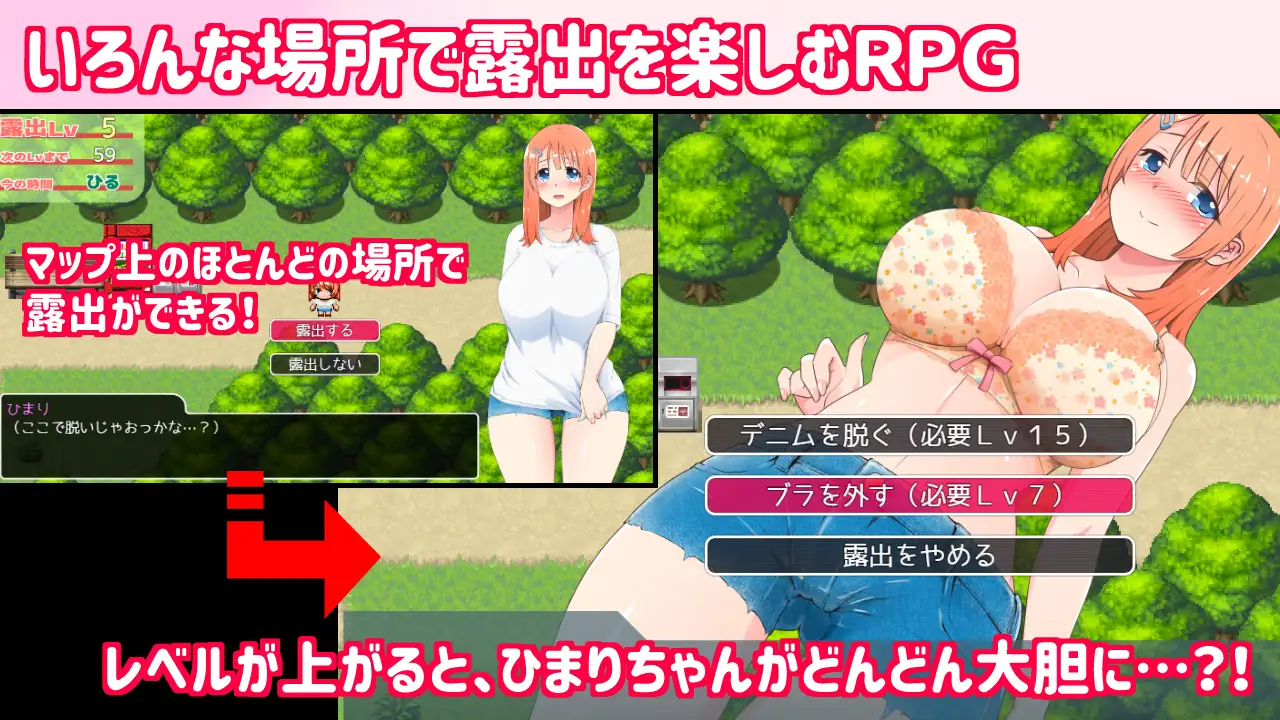 いろんな場所で露出を楽しむRPG
露出Lv 5
次のLvまで 59
今の時間 ひる
マップ上のほとんどの場所で
露出ができる!
露出する
露出しない
ひまり
(ここで脱いじゃおっかな…?)
デニムを脱ぐ(必要Lv15)
ブラを外す(必要Lv7)
露出をやめる
レベルが上がると、ひまりちゃんがどんどん大胆に…?!